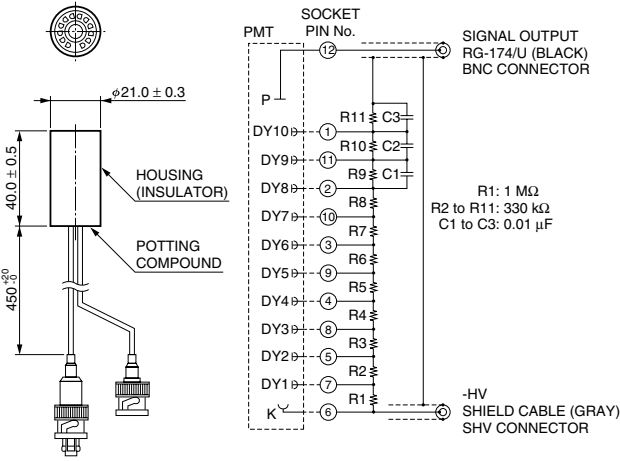 φ21.0 ± 0.3
40.0 ± 0.5
HOUSING
(INSULATOR)
POTTING
COMPOUND
450 +20 -0
PMT
SOCKET
PIN No.
SIGNAL OUTPUT
RG-174/U (BLACK)
BNC CONNECTOR
12
P
R11 C3
DY10 1
R10 C2
DY9 11
R9 C1
DY8 2
R8
DY7 10
R7
DY6 3
R6
DY5 9
R5
DY4 4
R4
DY3 8
R3
DY2 5
R2
DY1 7
R1
K 6
R1: 1 MΩ
R2 to R11: 330 kΩ
C1 to C3: 0.01 μF
-HV
SHIELD CABLE (GRAY)
SHV CONNECTOR